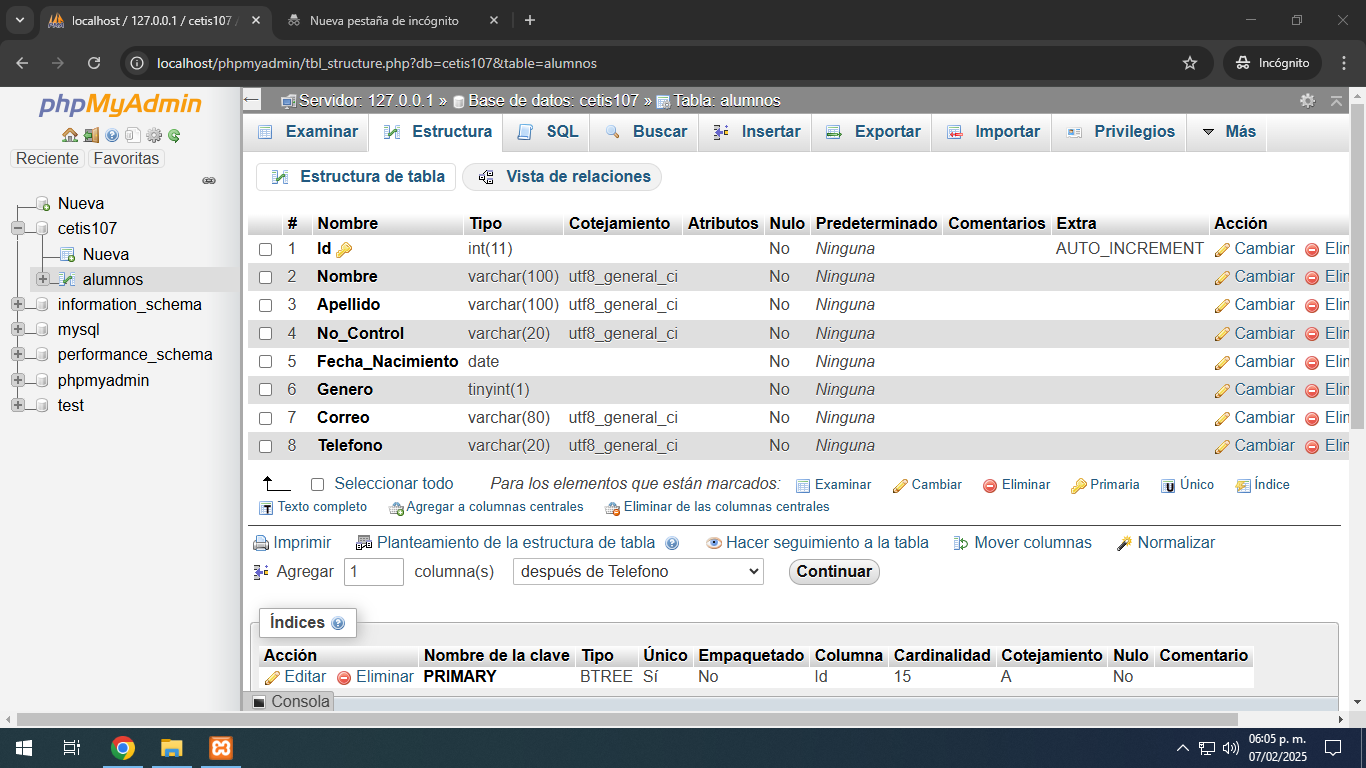 localhost / 127.0.0.1 / cetis107 /
Nueva pestaña de incógnito
localhost/phpmyadmin/tbl_structure.php?db=cetis107&table=alumnos
Incógnito
phpMyAdmin
Reciente Favoritas
Nueva
cetis107
Nueva
alumnos
information_schema
mysql
performance_schema
phpmyadmin
test
Servidor: 127.0.0.1 » Base de datos: cetis107 » Tabla: alumnos
Examinar Estructura SQL Buscar Insertar Exportar Importar Privilegios Más
Estructura de tabla Vista de relaciones
# Nombre Tipo Cotejamiento Atributos Nulo Predeterminado Comentarios Extra Acción
1 Id int(11) No Ninguna AUTO_INCREMENT Cambiar Elin
2 Nombre varchar(100) utf8_general_ci No Ninguna Cambiar Elin
3 Apellido varchar(100) utf8_general_ci No Ninguna Cambiar Elin
4 No_Control varchar(20) utf8_general_ci No Ninguna Cambiar Elin
5 Fecha_Nacimiento date No Ninguna Cambiar Elin
6 Genero tinyint(1) No Ninguna Cambiar Elin
7 Correo varchar(80) utf8_general_ci No Ninguna Cambiar Elin
8 Telefono varchar(20) utf8_general_ci No Ninguna Cambiar Elin
Seleccionar todo Para los elementos que están marcados: Examinar Cambiar Eliminar Primaria Único Índice
Texto completo Agregar a columnas centrales Eliminar de las columnas centrales
Imprimir Planteamiento de la estructura de tabla Hacer seguimiento a la tabla Mover columnas Normalizar
Agregar 1 columna(s) después de Telefono Continuar
Índices
Acción Nombre de la clave Tipo Único Empaquetado Columna Cardinalidad Cotejamiento Nulo Comentario
Editar Eliminar PRIMARY BTREE Sí No Id 15 A No
Consola
06:05 p. m.
07/02/2025